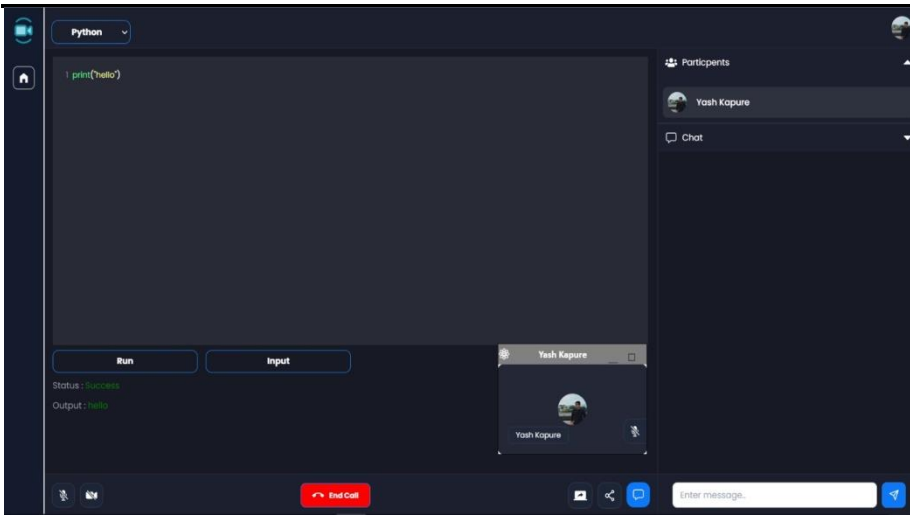 Python
Particpents
1 print("hello")
Yash Kapure
Chat
Run
Input
Yash Kapure
Status : Success
Output : hello
Yash Kapure
End Call
Enter message..